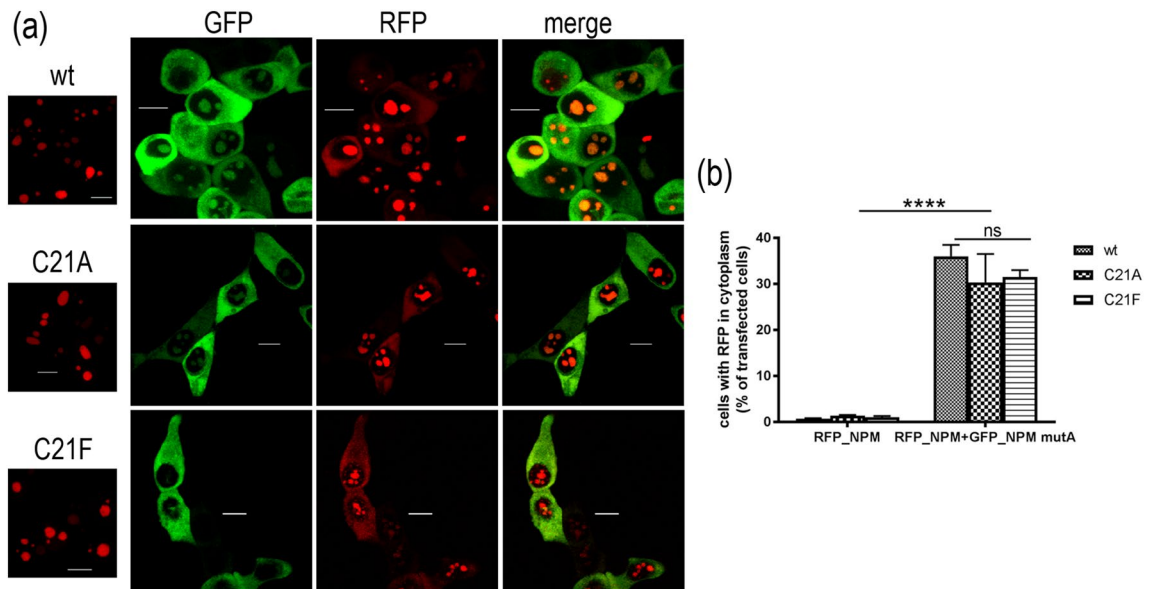 (a)
GFP
RFP
merge
wt
C21A
C21F
(b)
****
ns
wt
C21A
C21F
cells with RFP in cytoplasm
(% of transfected cells)
40
30
20
10
0
RFP_NPM
RFP_NPM+GFP_NPM mutA